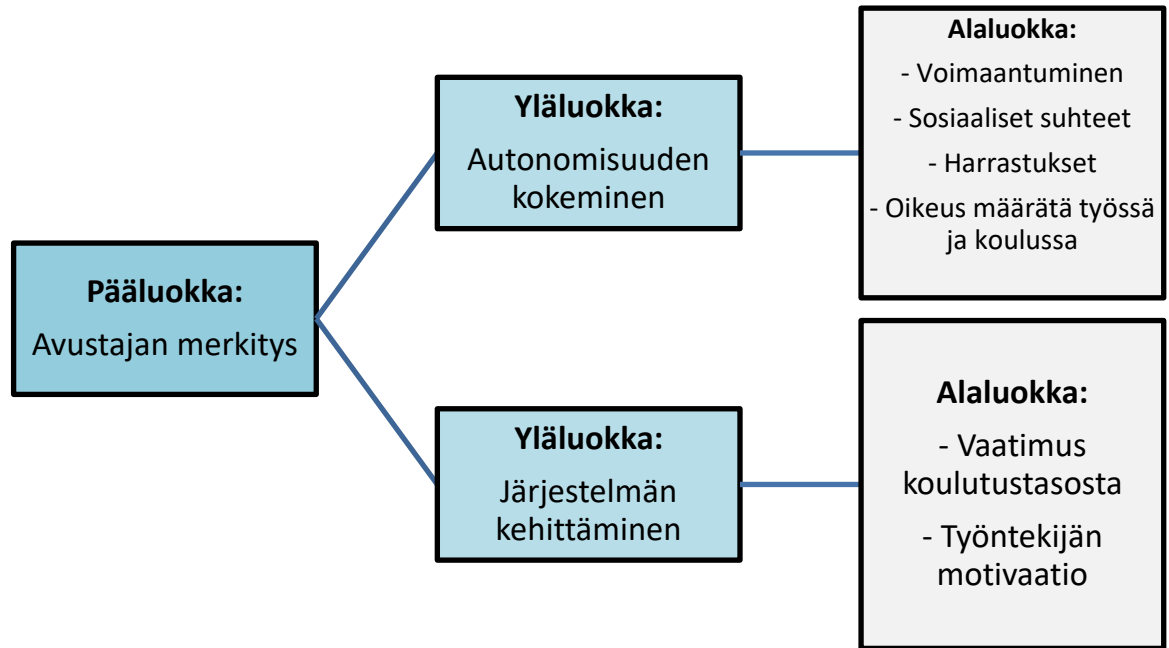 Pääluokka:
Avustajan merkitys
Yläluokka:
Autonomisuuden
kokeminen
Alaluokka:
- Voimaantuminen
- Sosiaaliset suhteet
- Harrastukset
- Oikeus määrätä työssä
ja koulussa
Yläluokka:
Järjestelmän
kehittäminen
Alaluokka:
- Vaatimus
koulutustasosta
- Työntekijän
motivaatio